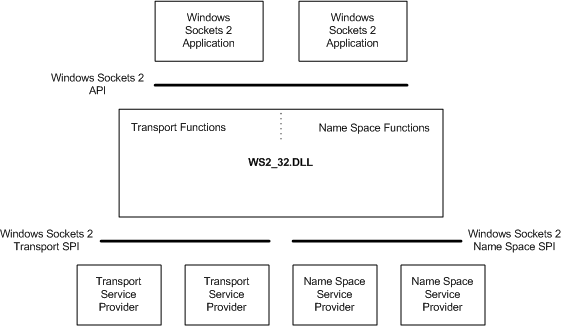 Windows
Sockets 2
Application
Windows
Sockets 2
Application
Windows Sockets 2
API
Transport Functions
Name Space Functions
WS2_32.DLL
Windows Sockets 2
Transport SPI
Windows Sockets 2
Name Space SPI
Transport
Service
Provider
Transport
Service
Provider
Name Space
Service
Provider
Name Space
Service
Provider